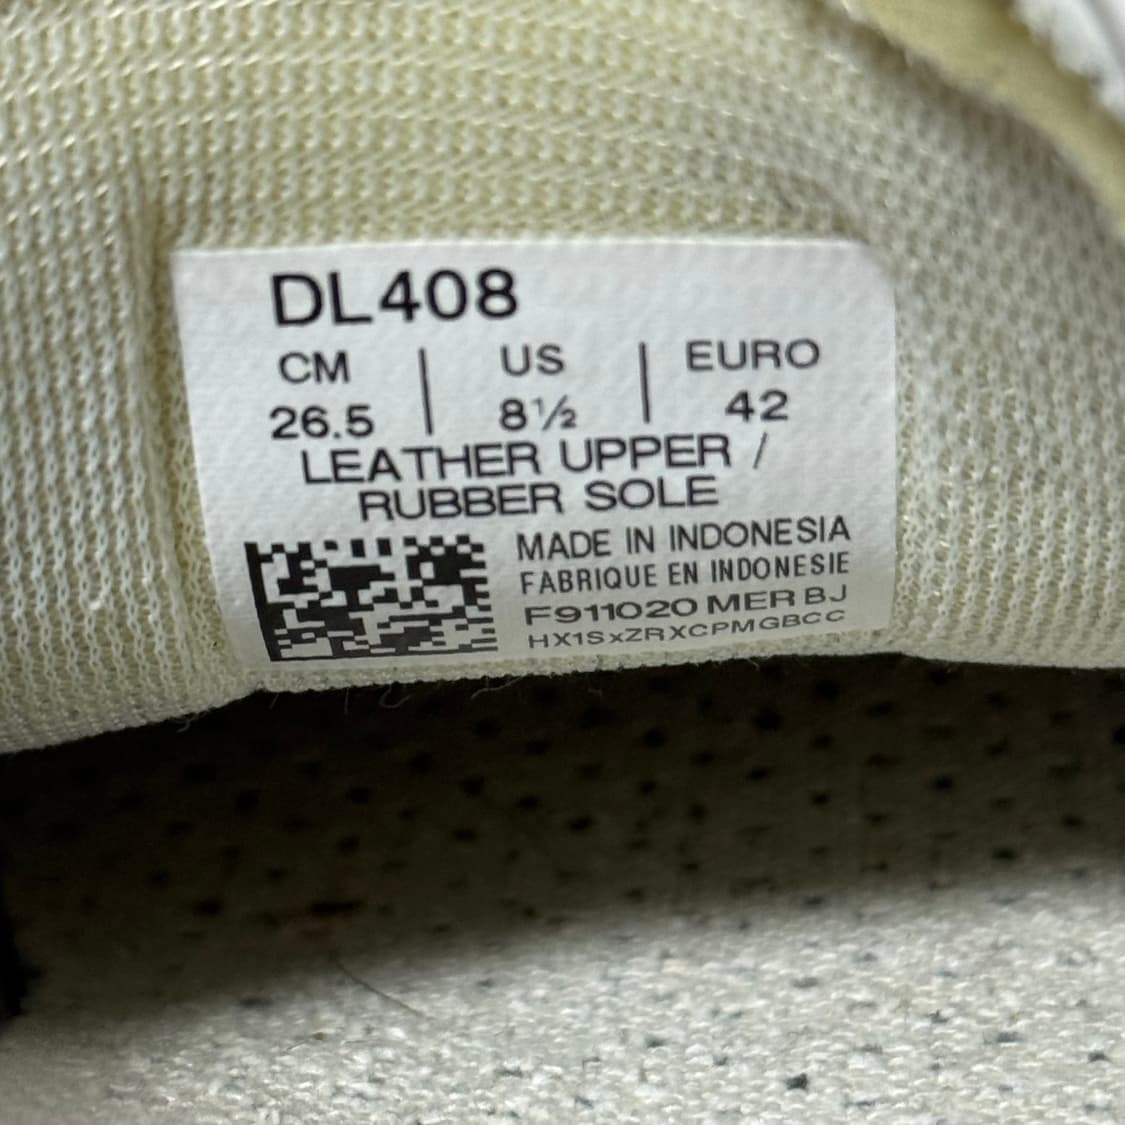 DL408
CM | US | EURO
26.5 | 8½ | 42
LEATHER UPPER /
RUBBER SOLE
MADE IN INDONESIA
FABRIQUE EN INDONESIE
F911020 MER BJ
HX1SxZRXCPMGBCC